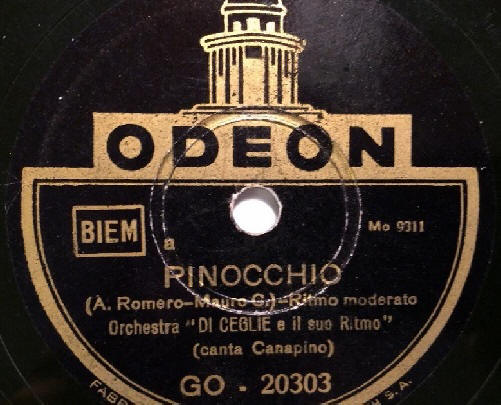 ODEON
BIEM
a
Mo 9311
PINOCCHIO
(A. Romero-Mauro G.)-Ritmo moderato
Orchestra "DI CEGLIE e il suo Ritmo"
(canta Canapino)
GO - 20303
S.A.